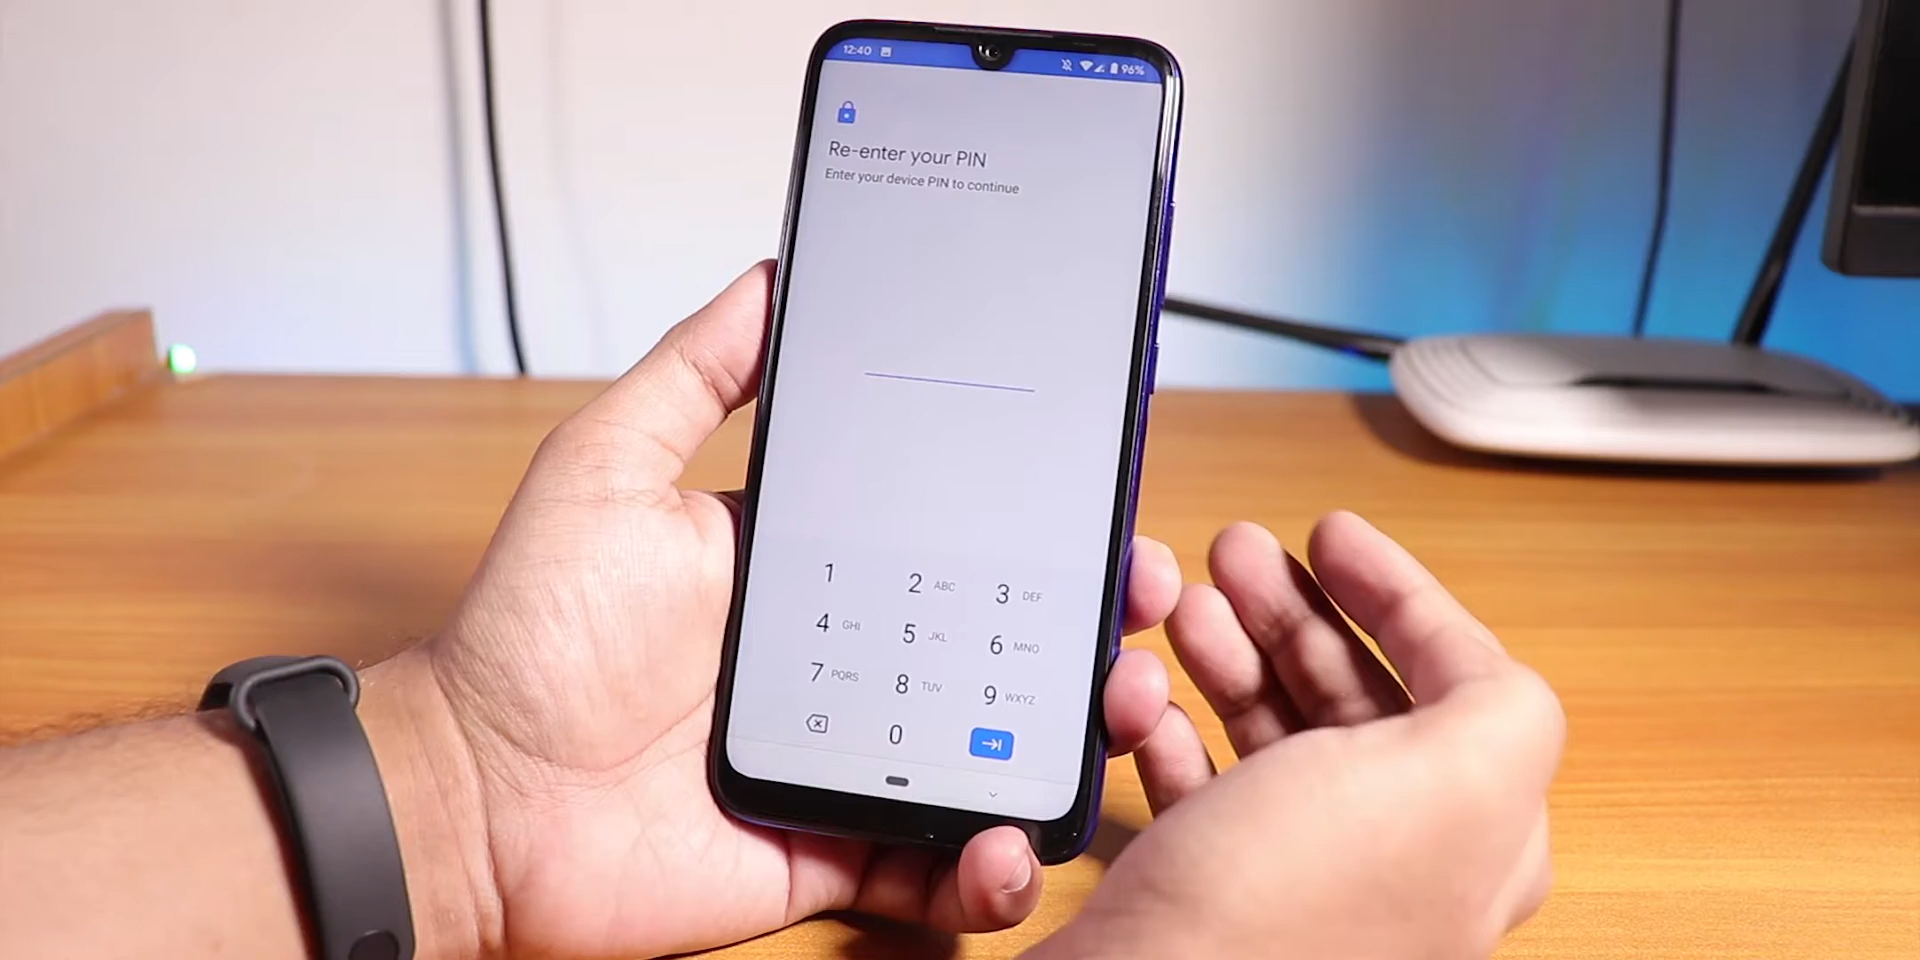 12:40 96%
Re-enter your PIN
Enter your device PIN to continue
1 2 ABC 3 DEF
4 GHI 5 JKL 6 MNO
7 PQRS 8 TUV 9 WXYZ
0